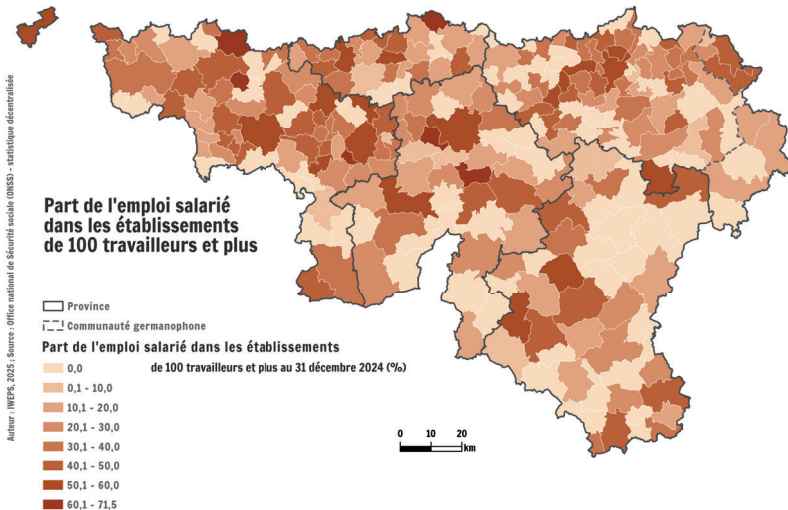 Auteur : IWEPS, 2025 ; Source : Office national de Sécurité sociale (ONSS) - statistique décentralisée
Part de l'emploi salarié
dans les établissements
de 100 travailleurs et plus
Province
Communauté germanophone
Part de l'emploi salarié dans les établissements
de 100 travailleurs et plus au 31 décembre 2024 (%)
0,0
0,1 - 10,0
10,1 - 20,0
20,1 - 30,0
30,1 - 40,0
40,1 - 50,0
50,1 - 60,0
60,1 - 71,5
0 10 20
km